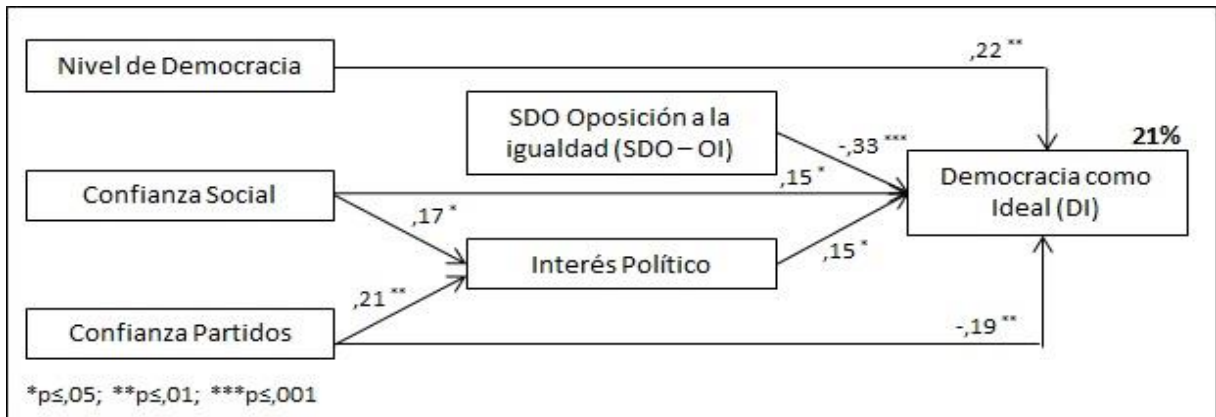 Nivel de Democracia
,22 **
SDO Oposición a la
igualdad (SDO – OI)
-,33 ***
21%
Democracia como
Ideal (DI)
Confianza Social
,15 *
,17 *
Interés Político
,15 *
,21 **
Confianza Partidos
-,19 **
*p≤,05; **p≤,01; ***p≤,001